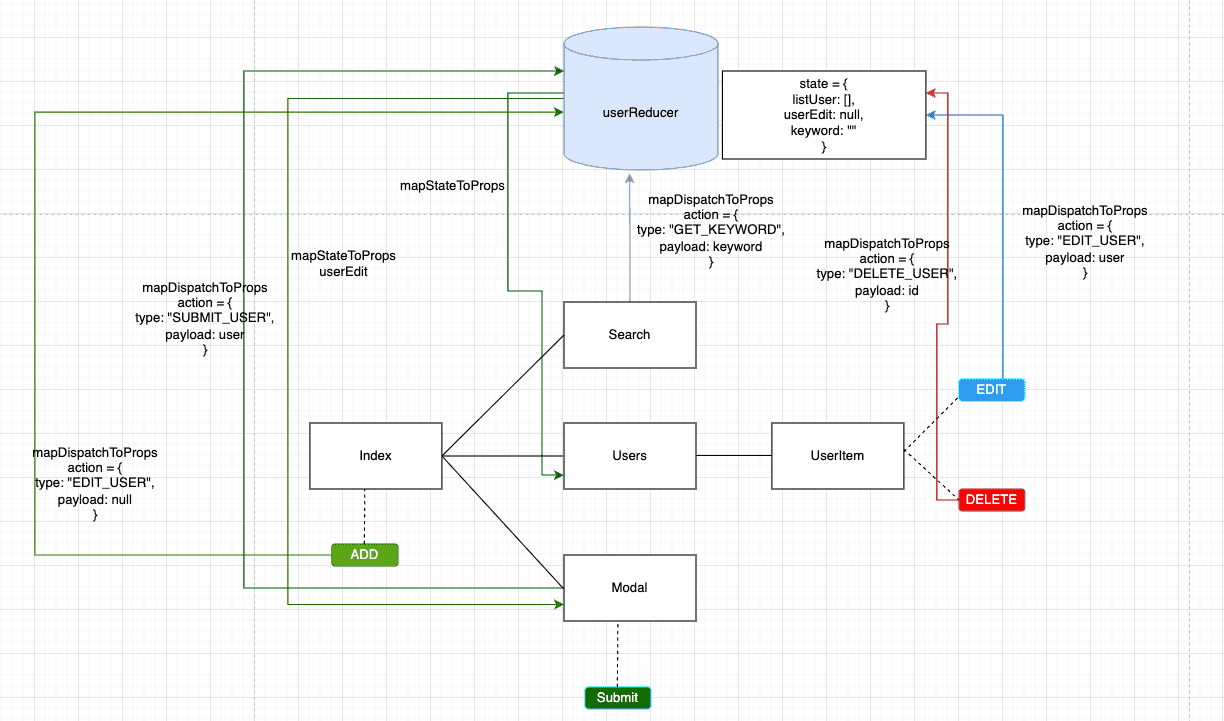 userReducer
state = {
listUser: [],
userEdit: null,
keyword: ""
}
mapStateToProps
mapDispatchToProps
action = {
type: "GET_KEYWORD",
payload: keyword
}
mapDispatchToProps
action = {
type: "DELETE_USER",
payload: id
}
mapDispatchToProps
action = {
type: "EDIT_USER",
payload: user
}
mapStateToProps
userEdit
mapDispatchToProps
action = {
type: "SUBMIT_USER",
payload: user
}
Search
EDIT
Index
Users
UserItem
mapDispatchToProps
action = {
type: "EDIT_USER",
payload: null
}
DELETE
ADD
Modal
Submit